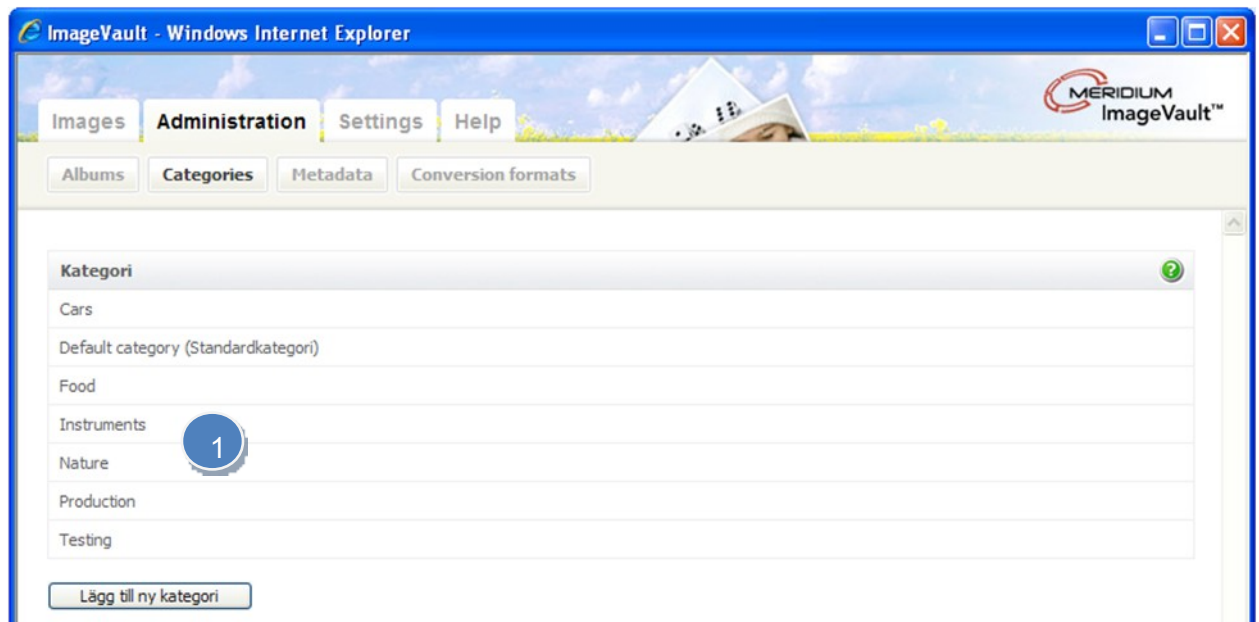 ImageVault - Windows Internet Explorer
MERIDIUM
ImageVault™
Images Administration Settings Help
Albums Categories Metadata Conversion formats
Kategori ?
Cars
Default category (Standardkategori)
Food
Instruments
1
Nature
Production
Testing
Lägg till ny kategori